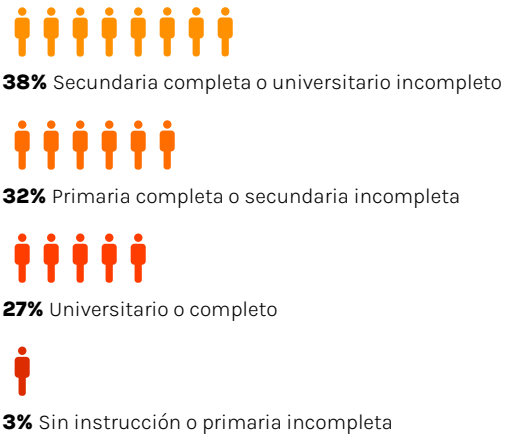 38% Secundaria completa o universitario incompleto
32% Primaria completa o secundaria incompleta
27% Universitario o completo
3% Sin instrucción o primaria incompleta